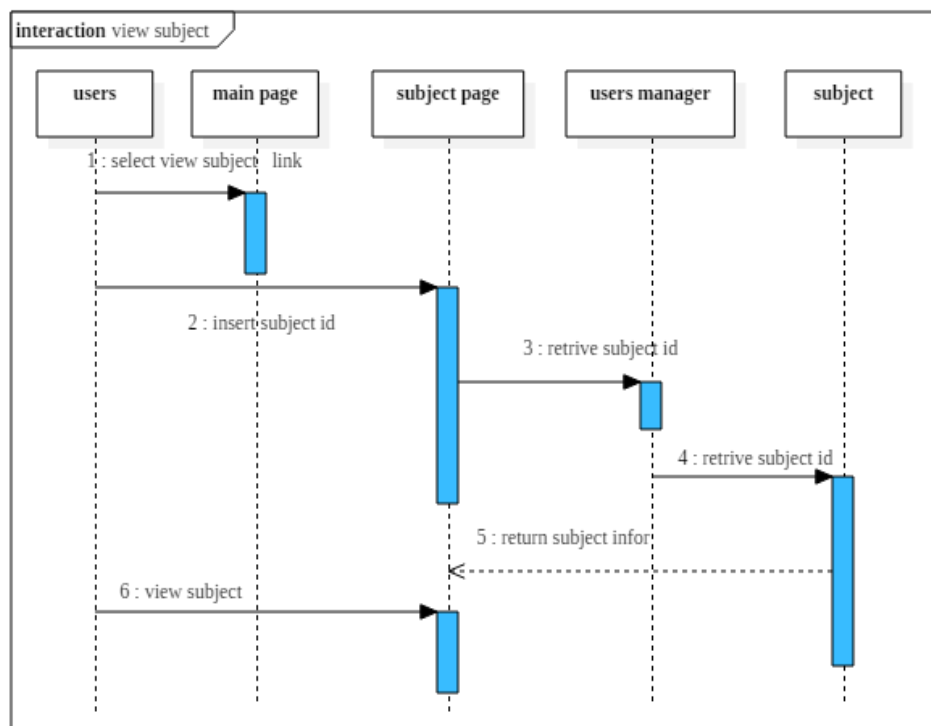 interaction view subject
users
main page
subject page
users manager
subject
1 : select view subject link
2 : insert subject id
3 : retrive subject id
4 : retrive subject id
5 : return subject infor
6 : view subject